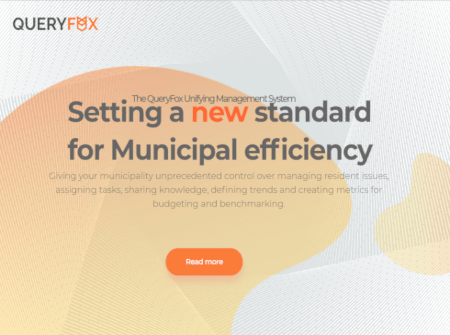 QUERYFOX
The QueryFox Unifying Management System
Setting a new standard
for Municipal efficiency
Giving your municipality unprecedented control over managing resident issues,
assigning tasks, sharing knowledge, defining trends and creating metrics for
budgeting and benchmarking.
Read more